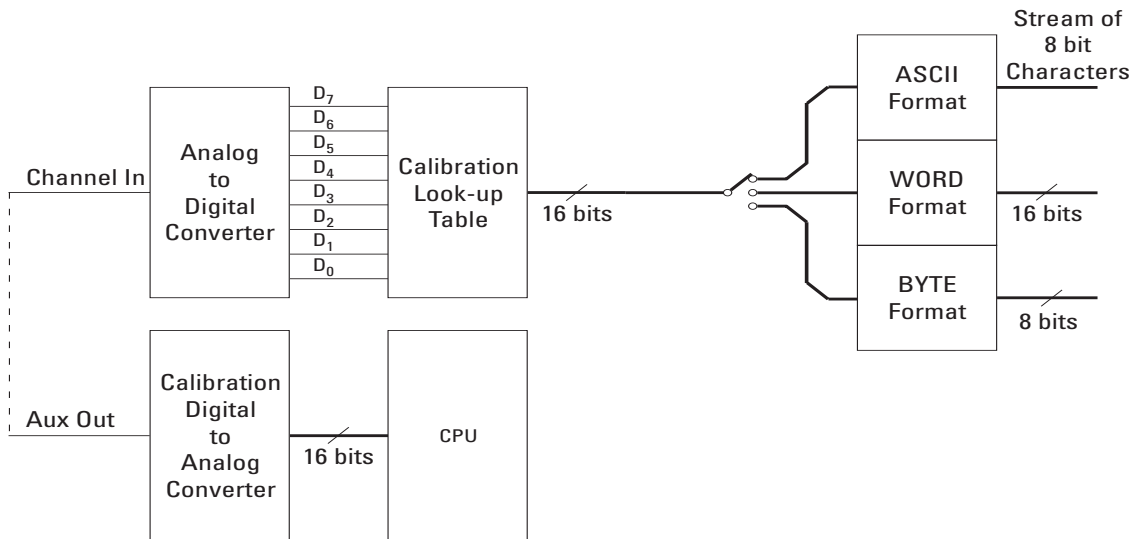 Stream of
8 bit
Characters
ASCII
Format
D7
D6
D5
D4
D3
D2
D1
D0
Analog
to
Digital
Converter
Channel In
Calibration
Look-up
Table
16 bits
WORD
Format
16 bits
BYTE
Format
8 bits
Calibration
Digital
to
Analog
Converter
Aux Out
16 bits
CPU